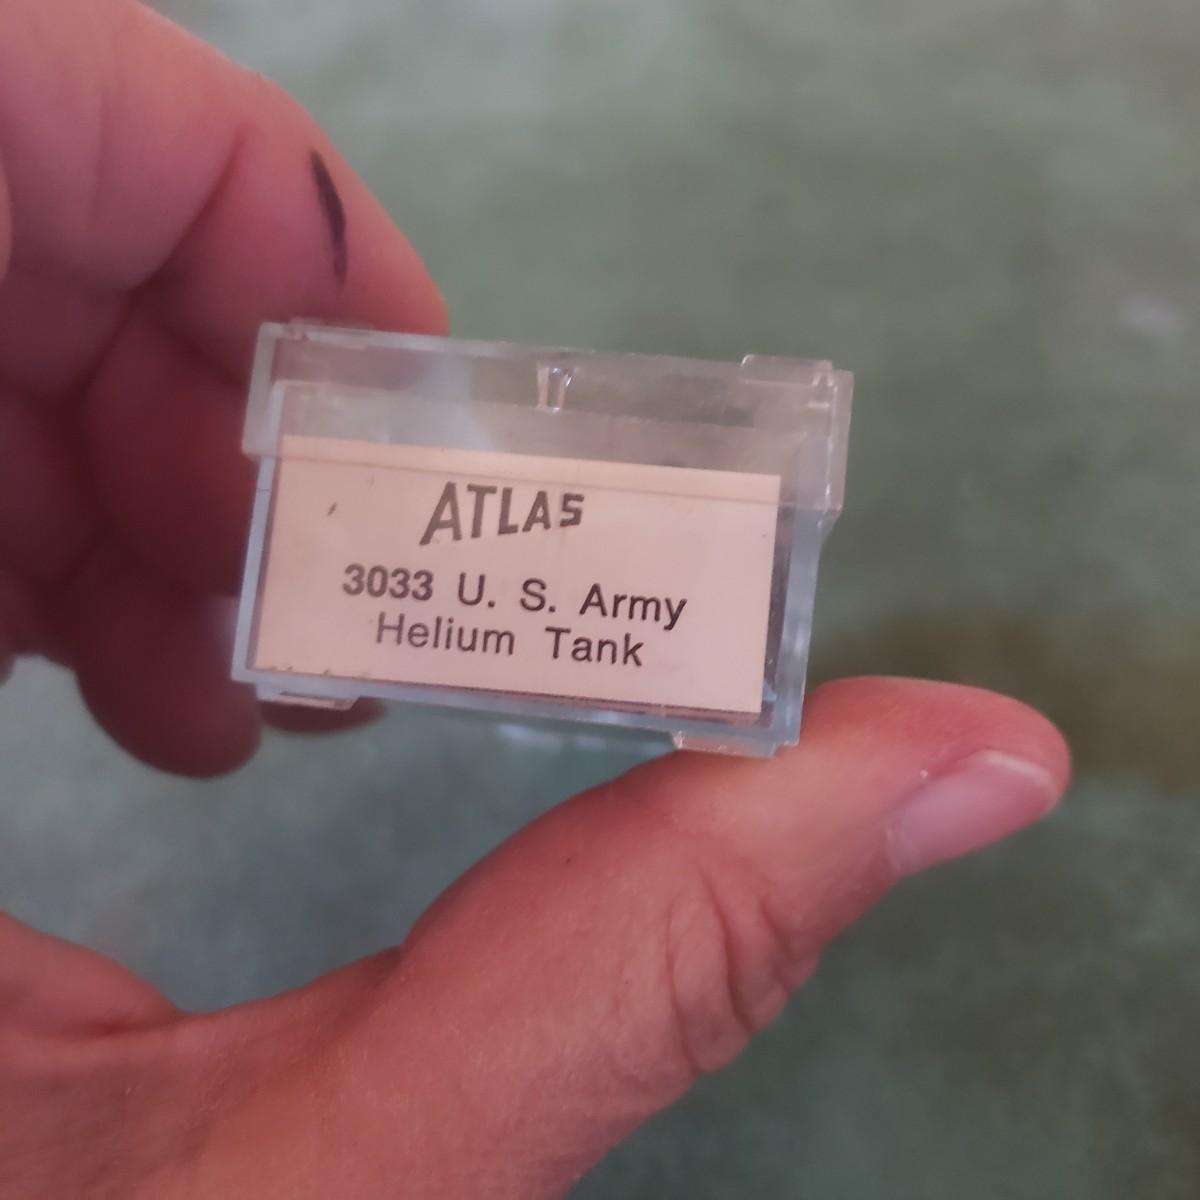 ATLAS
3033 U. S. Army
Helium Tank